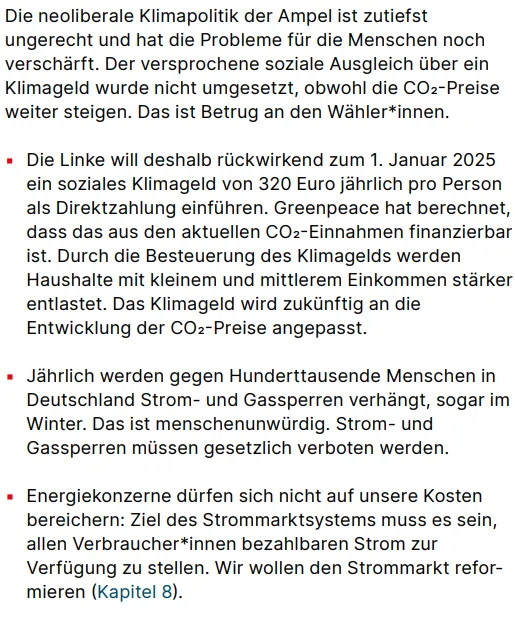 Die neoliberale Klimapolitik der Ampel ist zutiefst
ungerecht und hat die Probleme für die Menschen noch
verschärft. Der versprochene soziale Ausgleich über ein
Klimageld wurde nicht umgesetzt, obwohl die CO₂-Preise
weiter steigen. Das ist Betrug an den Wähler*innen.
▪ Die Linke will deshalb rückwirkend zum 1. Januar 2025
ein soziales Klimageld von 320 Euro jährlich pro Person
als Direktzahlung einführen. Greenpeace hat berechnet,
dass das aus den aktuellen CO₂-Einnahmen finanzierbar
ist. Durch die Besteuerung des Klimagelds werden
Haushalte mit kleinem und mittlerem Einkommen stärker
entlastet. Das Klimageld wird zukünftig an die
Entwicklung der CO₂-Preise angepasst.
▪ Jährlich werden gegen Hunderttausende Menschen in
Deutschland Strom- und Gassperren verhängt, sogar im
Winter. Das ist menschenunwürdig. Strom- und
Gassperren müssen gesetzlich verboten werden.
▪ Energiekonzerne dürfen sich nicht auf unsere Kosten
bereichern: Ziel des Strommarktsystems muss es sein,
allen Verbraucher*innen bezahlbaren Strom zur
Verfügung zu stellen. Wir wollen den Strommarkt refor-
mieren (Kapitel 8).